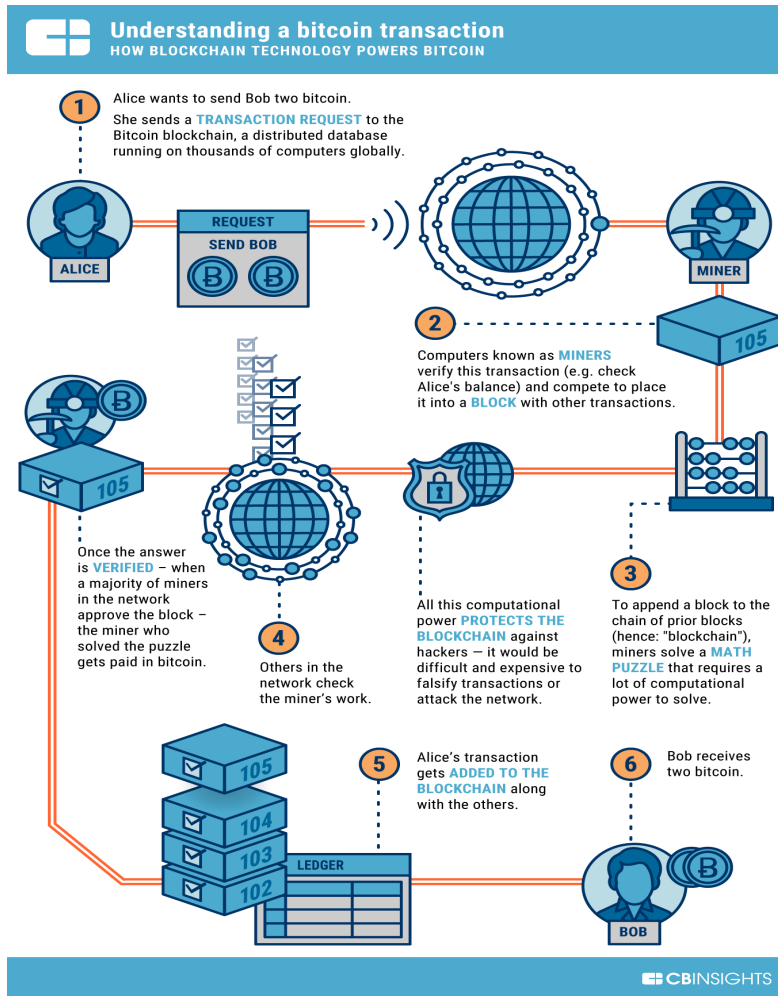 Understanding a bitcoin transaction
HOW BLOCKCHAIN TECHNOLOGY POWERS BITCOIN
1
Alice wants to send Bob two bitcoin.
She sends a TRANSACTION REQUEST to the
Bitcoin blockchain, a distributed database
running on thousands of computers globally.
ALICE
REQUEST
SEND BOB
MINER
105
2
Computers known as MINERS
verify this transaction (e.g. check
Alice's balance) and compete to place
it into a BLOCK with other transactions.
3
To append a block to the
chain of prior blocks
(hence: "blockchain"),
miners solve a MATH
PUZZLE that requires a
lot of computational
power to solve.
All this computational
power PROTECTS THE
BLOCKCHAIN against
hackers – it would be
difficult and expensive to
falsify transactions or
attack the network.
4
Others in the
network check
the miner's work.
105
Once the answer
is VERIFIED – when
a majority of miners
in the network
approve the block –
the miner who
solved the puzzle
gets paid in bitcoin.
5
Alice's transaction
gets ADDED TO THE
BLOCKCHAIN along
with the others.
105
104
103
102
LEDGER
6
Bob receives
two bitcoin.
BOB
CBINSIGHTS